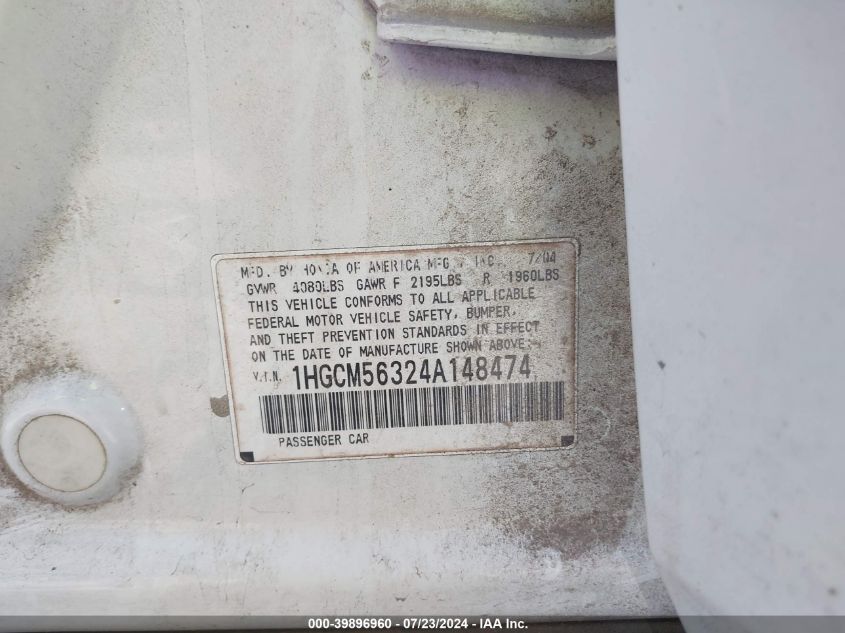 MFD. BY HONDA OF AMERICA MFG., INC. 7/04
GVWR 4080LBS GAWR F 2195LBS R 1960LBS
THIS VEHICLE CONFORMS TO ALL APPLICABLE
FEDERAL MOTOR VEHICLE SAFETY, BUMPER,
AND THEFT PREVENTION STANDARDS IN EFFECT
ON THE DATE OF MANUFACTURE SHOWN ABOVE.
V.I.N. 1HGCM56324A148474
PASSENGER CAR
000-39896960 - 07/23/2024 - IAA Inc.